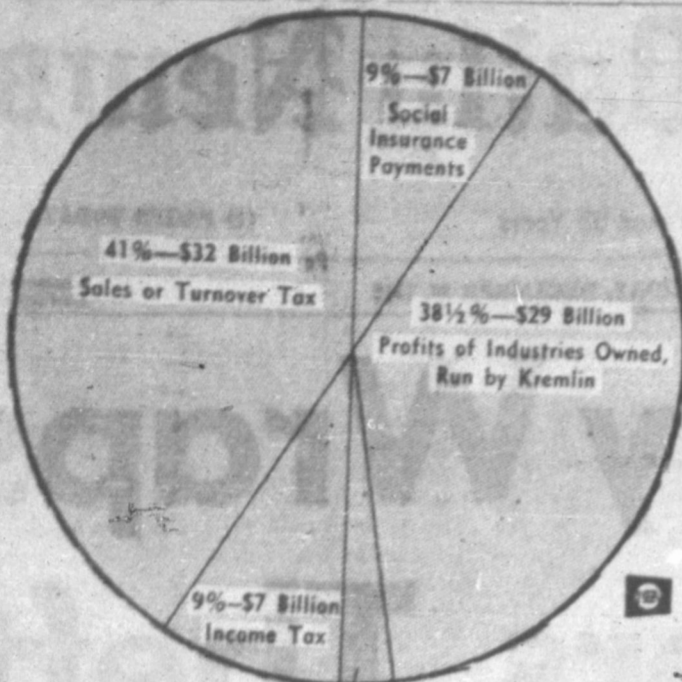 9%—$7 Billion
Social
Insurance
Payments
41%—$32 Billion
Sales or Turnover Tax
38½%—$29 Billion
Profits of Industries Owned,
Run by Kremlin
9%—$7 Billion
Income Tax